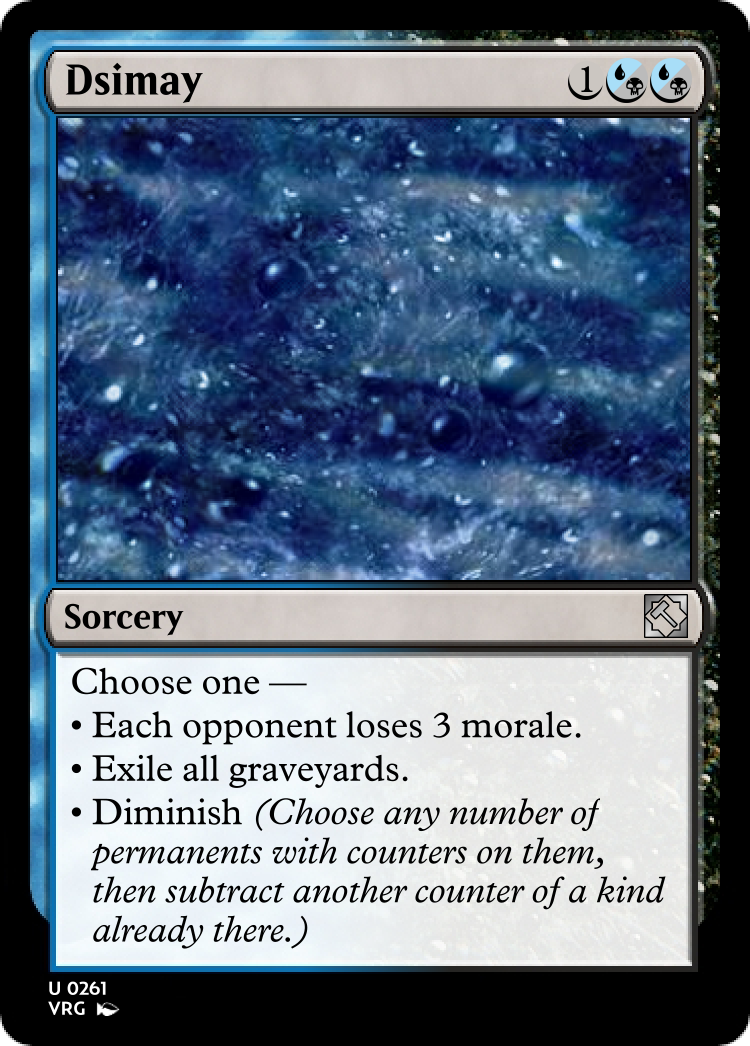 Dsimay 1
Sorcery
Choose one —
• Each opponent loses 3 morale.
• Exile all graveyards.
• Diminish (Choose any number of
permanents with counters on them,
then subtract another counter of a kind
already there.)
U 0261
VRG